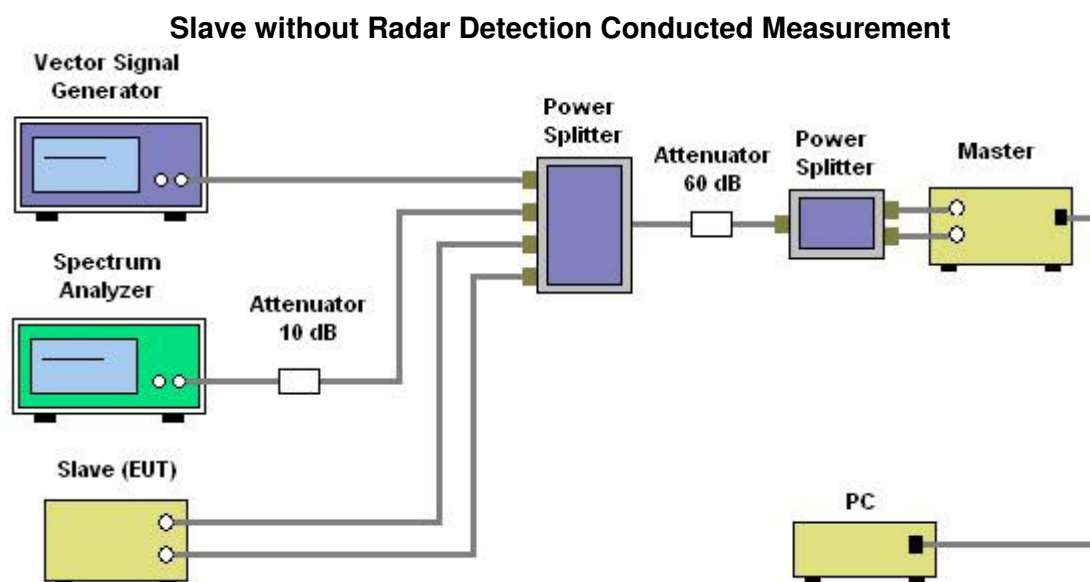 Slave without Radar Detection Conducted Measurement
Vector Signal
Generator
Power
Splitter
Attenuator
60 dB
Power
Splitter
Master
Spectrum
Analyzer
Attenuator
10 dB
Slave (EUT)
PC